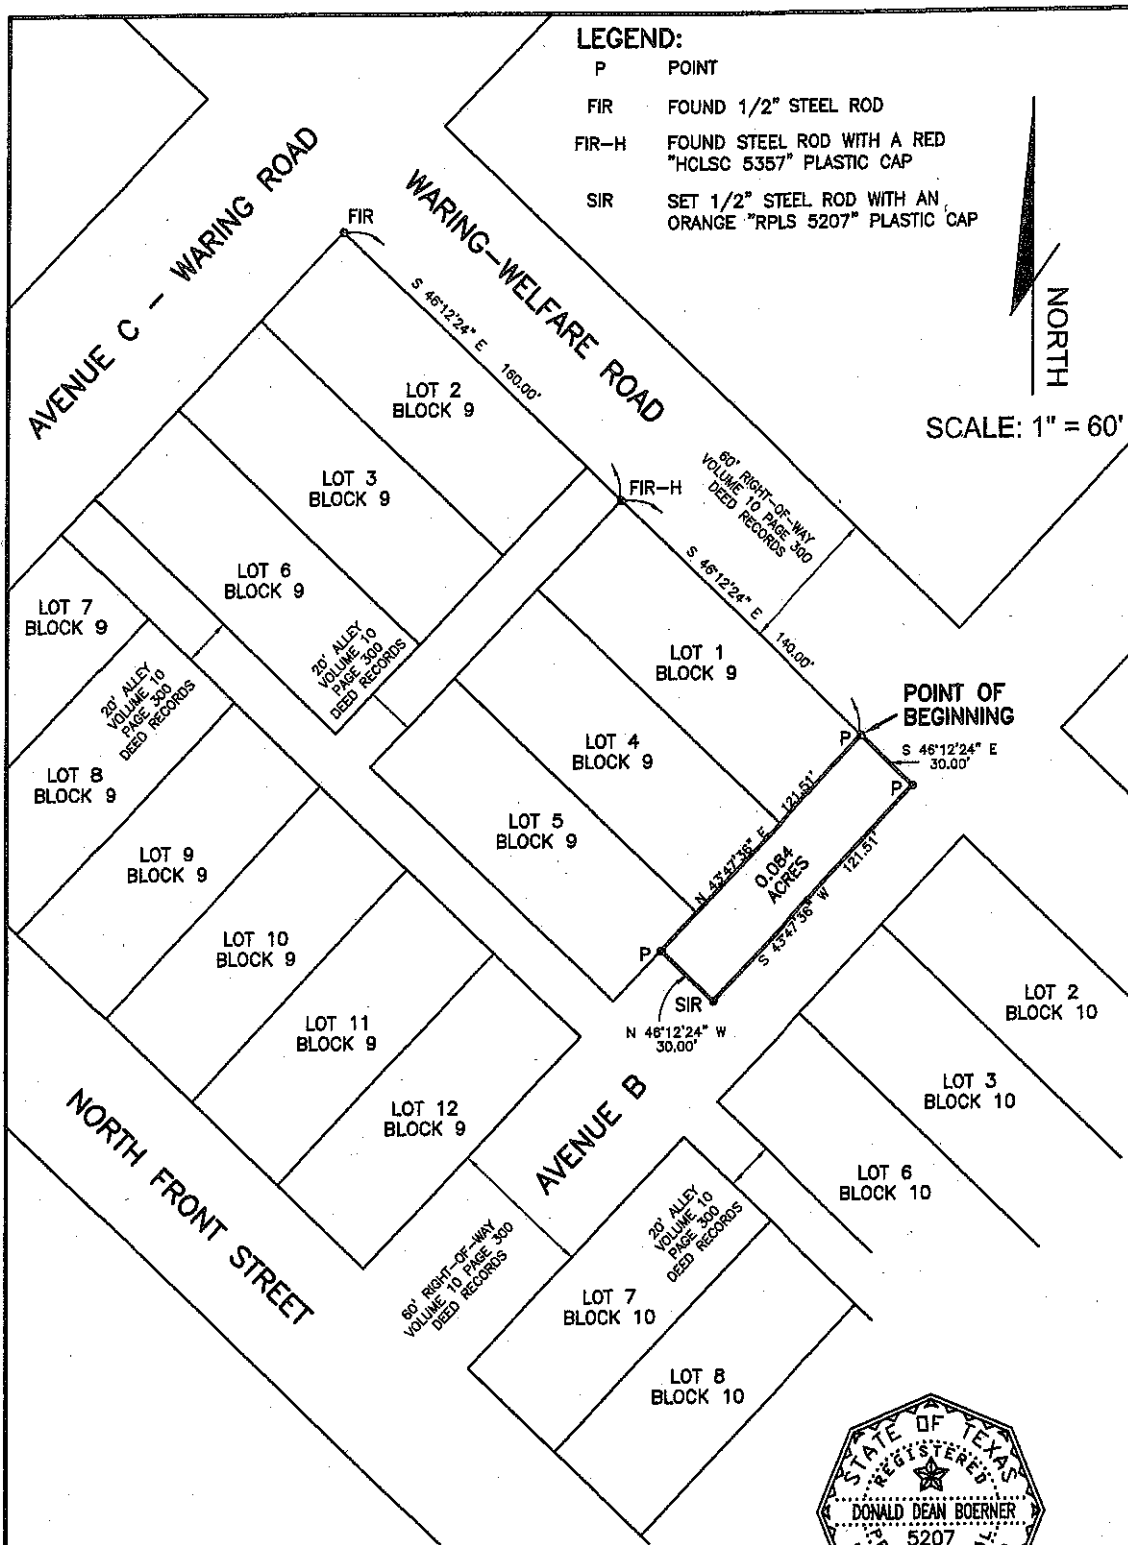 LEGEND:
P POINT
FIR FOUND 1/2" STEEL ROD
FIR-H FOUND STEEL ROD WITH A RED
"HCLSC 5357" PLASTIC CAP
SIR SET 1/2" STEEL ROD WITH AN
ORANGE "RPLS 5207" PLASTIC CAP
NORTH
SCALE: 1" = 60'
AVENUE C - WARING ROAD
WARING-WELFARE ROAD
FIR
S 46°12'24" E 160.00'
LOT 2
BLOCK 9
LOT 3
BLOCK 9
FIR-H
60' RIGHT-OF-WAY
VOLUME 10 PAGE 300
DEED RECORDS
S 46°12'24" E 140.00'
LOT 6
BLOCK 9
LOT 7
BLOCK 9
20' ALLEY
VOLUME 10
PAGE 300
DEED RECORDS
20' ALLEY
VOLUME 10
PAGE 300
DEED RECORDS
LOT 1
BLOCK 9
POINT OF
BEGINNING
P
S 46°12'24" E
30.00'
P
LOT 4
BLOCK 9
LOT 8
BLOCK 9
LOT 5
BLOCK 9
N 43°47'36" E 121.51'
0.084
ACRES
S 43°47'36" W 121.51'
LOT 9
BLOCK 9
LOT 10
BLOCK 9
P
SIR
N 46°12'24" W
30.00'
LOT 2
BLOCK 10
LOT 11
BLOCK 9
LOT 3
BLOCK 10
LOT 12
BLOCK 9
AVENUE B
LOT 6
BLOCK 10
NORTH FRONT STREET
60' RIGHT-OF-WAY
VOLUME 10 PAGE 300
DEED RECORDS
20' ALLEY
VOLUME 10
PAGE 300
DEED RECORDS
LOT 7
BLOCK 10
LOT 8
BLOCK 10
STATE OF TEXAS
REGISTERED
DONALD DEAN BOERNER
5207